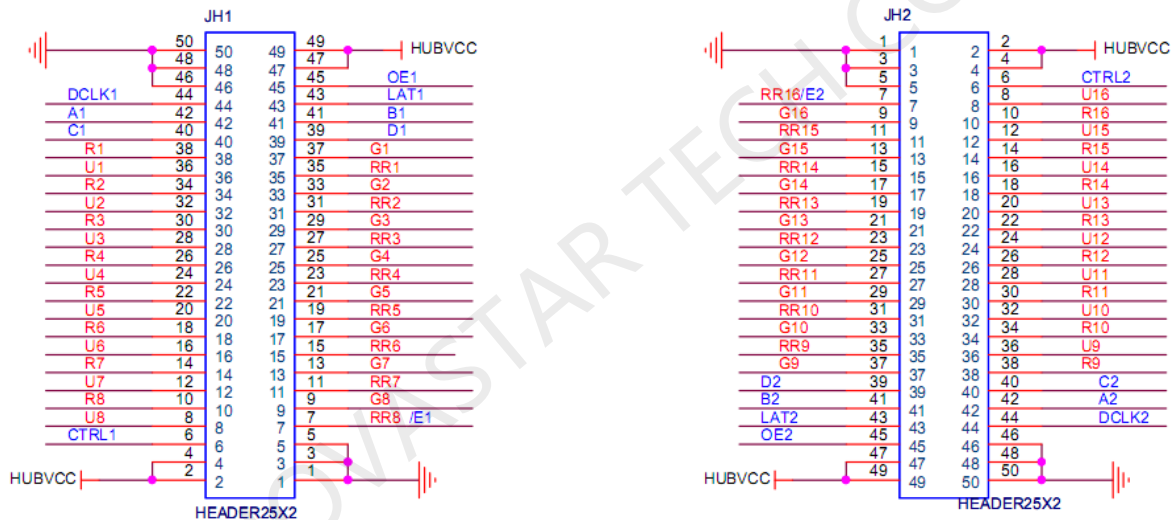 JH1
50 50 49 49 HUBVCC
48 48 47 47
46 46 45 45 OE1
DCLK1 44 44 43 43 LAT1
A1 42 42 41 41 B1
C1 40 40 39 39 D1
R1 38 38 37 37 G1
U1 36 36 35 35 RR1
R2 34 34 33 33 G2
U2 32 32 31 31 RR2
R3 30 30 29 29 G3
U3 28 28 27 27 RR3
R4 26 26 25 25 G4
U4 24 24 23 23 RR4
R5 22 22 21 21 G5
U5 20 20 19 19 RR5
R6 18 18 17 17 G6
U6 16 16 15 15 RR6
R7 14 14 13 13 G7
U7 12 12 11 11 RR7
R8 10 10 9 9 G8
U8 8 8 7 7 RR8 /E1
CTRL1 6 6 5 5
4 4 3 3
HUBVCC 2 2 1 1
HEADER25X2
JH2
1 1 2 2 HUBVCC
3 3 4 4
5 5 6 6 CTRL2
RR16/E2 7 7 8 8 U16
G16 9 9 10 10 R16
RR15 11 11 12 12 U15
G15 13 13 14 14 R15
RR14 15 15 16 16 U14
G14 17 17 18 18 R14
RR13 19 19 20 20 U13
G13 21 21 22 22 R13
RR12 23 23 24 24 U12
G12 25 25 26 26 R12
RR11 27 27 28 28 U11
G11 29 29 30 30 R11
RR10 31 31 32 32 U10
G10 33 33 34 34 R10
RR9 35 35 36 36 U9
G9 37 37 38 38 R9
D2 39 39 40 40 C2
B2 41 41 42 42 A2
LAT2 43 43 44 44 DCLK2
OE2 45 45 46 46
47 47 48 48
HUBVCC 49 49 50 50
HEADER25X2
OVASTAR TECH CO